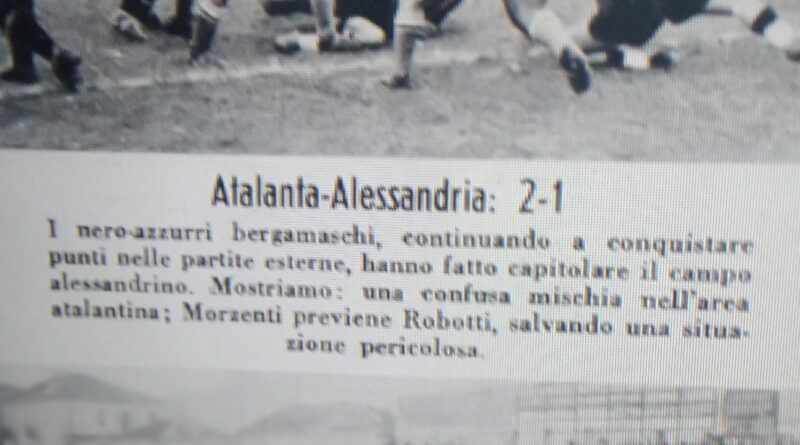 Atalanta-Alessandria: 2-1
I nero-azzurri bergamaschi, continuando a conquistare
punti nelle partite esterne, hanno fatto capitolare il campo
alessandrino. Mostriamo: una confusa mischia nell'area
atalantina; Morzenti previene Robotti, salvando una situa-
zione pericolosa.